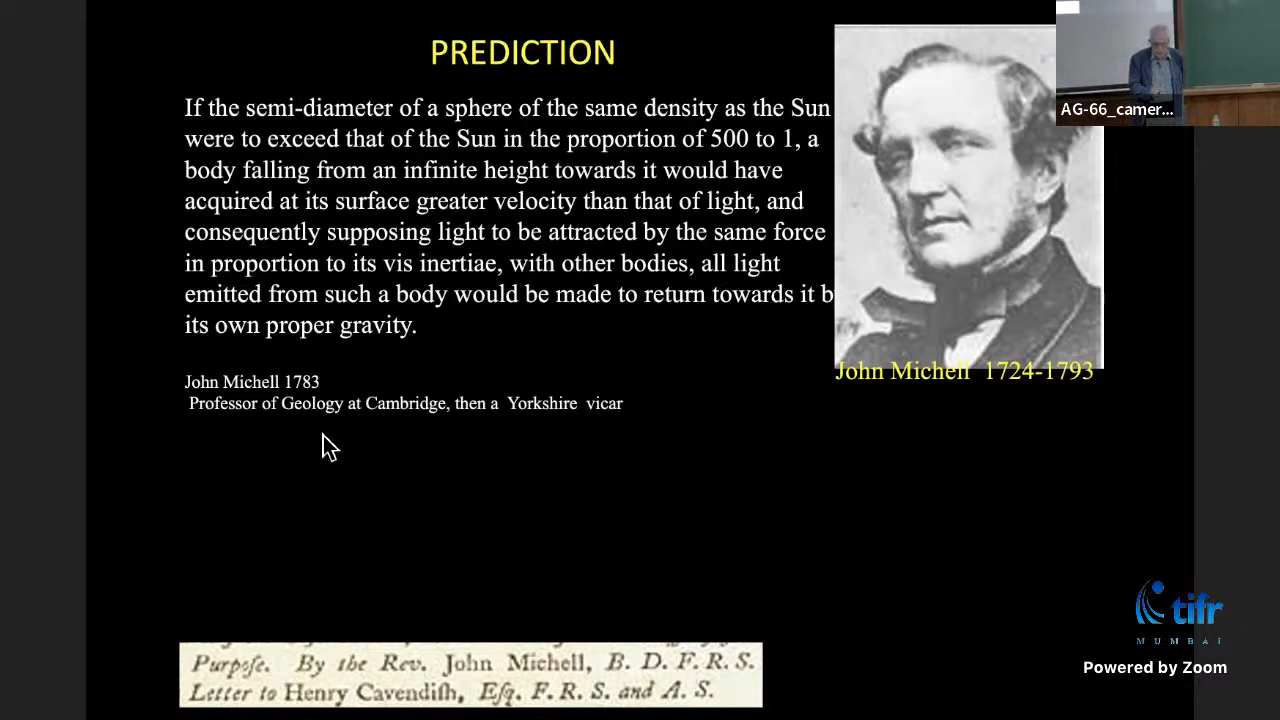 PREDICTION
If the semi-diameter of a sphere of the same density as the Sun
were to exceed that of the Sun in the proportion of 500 to 1, a
body falling from an infinite height towards it would have
acquired at its surface greater velocity than that of light, and
consequently supposing light to be attracted by the same force
in proportion to its vis inertiae, with other bodies, all light
emitted from such a body would be made to return towards it b
its own proper gravity.
John Michell 1783
Professor of Geology at Cambridge, then a Yorkshire vicar
John Michell 1724-1793
AG-66_camer...
Purpoſe. By the Rev. John Michell, B. D. F. R. S.
Letter to Henry Cavendiſh, Eſq. F. R. S. and A. S.
tifr
MUMBAI
Powered by Zoom